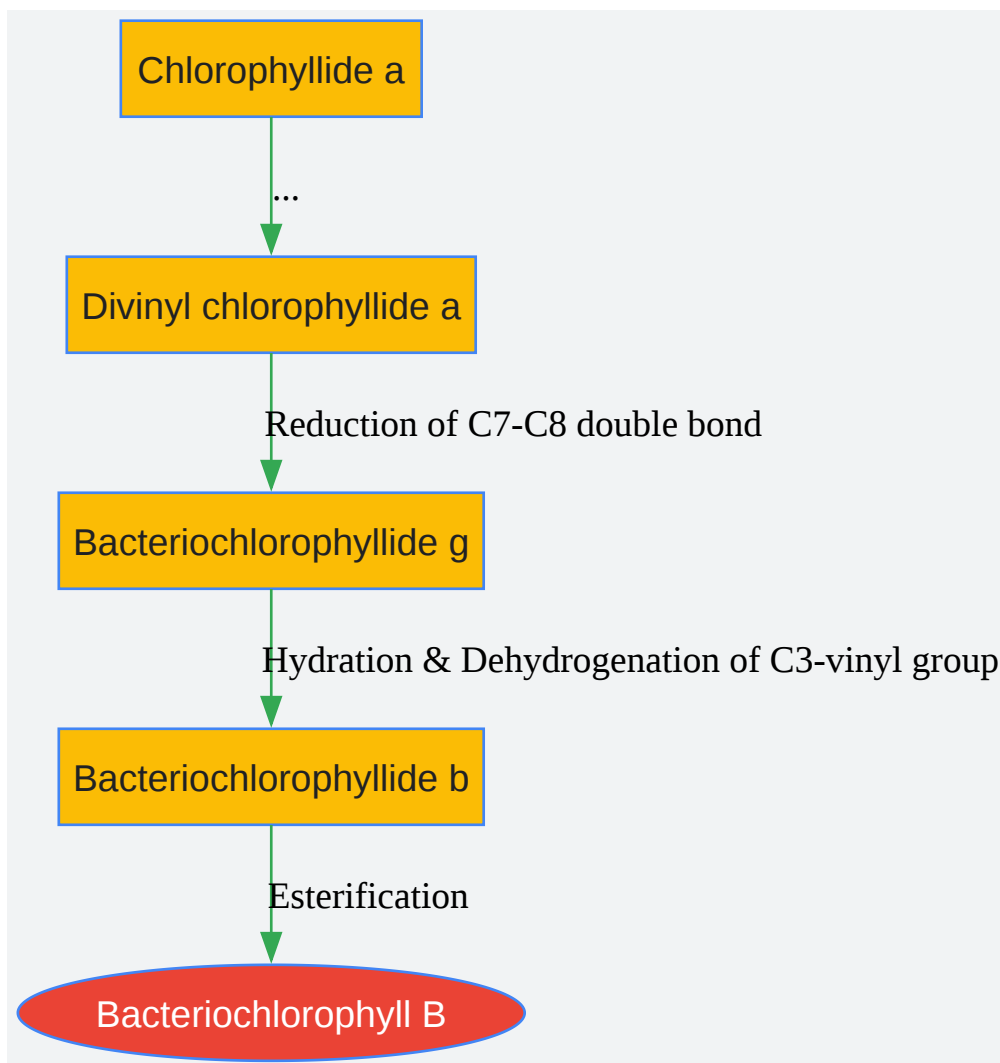 Chlorophyllide a
...
Divinyl chlorophyllide a
Reduction of C7-C8 double bond
Bacteriochlorophyllide g
Hydration & Dehydrogenation of C3-vinyl group
Bacteriochlorophyllide b
Esterification
Bacteriochlorophyll B